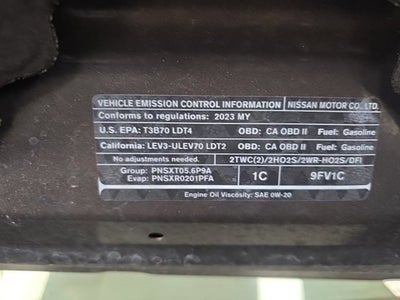 VEHICLE EMISSION CONTROL INFORMATION NISSAN MOTOR CO., LTD.
Conforms to regulations: 2023 MY
U.S. EPA: T3B70 LDT4 OBD: CA OBD II Fuel: Gasoline
California: LEV3-ULEV70 LDT2 OBD: CA OBD II Fuel: Gasoline
No adjustments needed. 2TWC(2)/2HO2S/2WR-HO2S/DFI
Group: PNSXT05.6P9A 1C 9FV1C
Evap: PNSXR0201PFA
Engine Oil Viscosity: SAE 0W-20